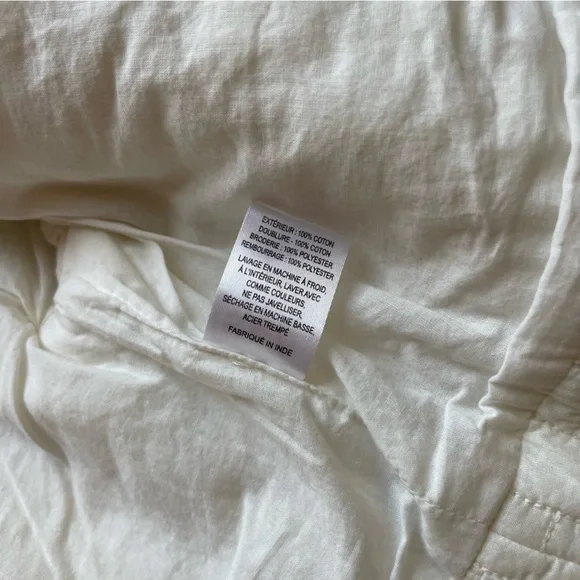 EXTÉRIEUR : 100% COTON
DOUBLURE - 100% COTON
BRODERIE : 100% POLYESTER
REMBOURRAGE : 100% POLYESTER
LAVAGE EN MACHINE À FROID,
À L'INTÉRIEUR, LAVER AVEC
COMME COULEURS,
NE PAS JAVELLISER,
SÉCHAGE EN MACHINE BASSE,
ACIER TREMPÉ
FABRIQUÉ IN INDE